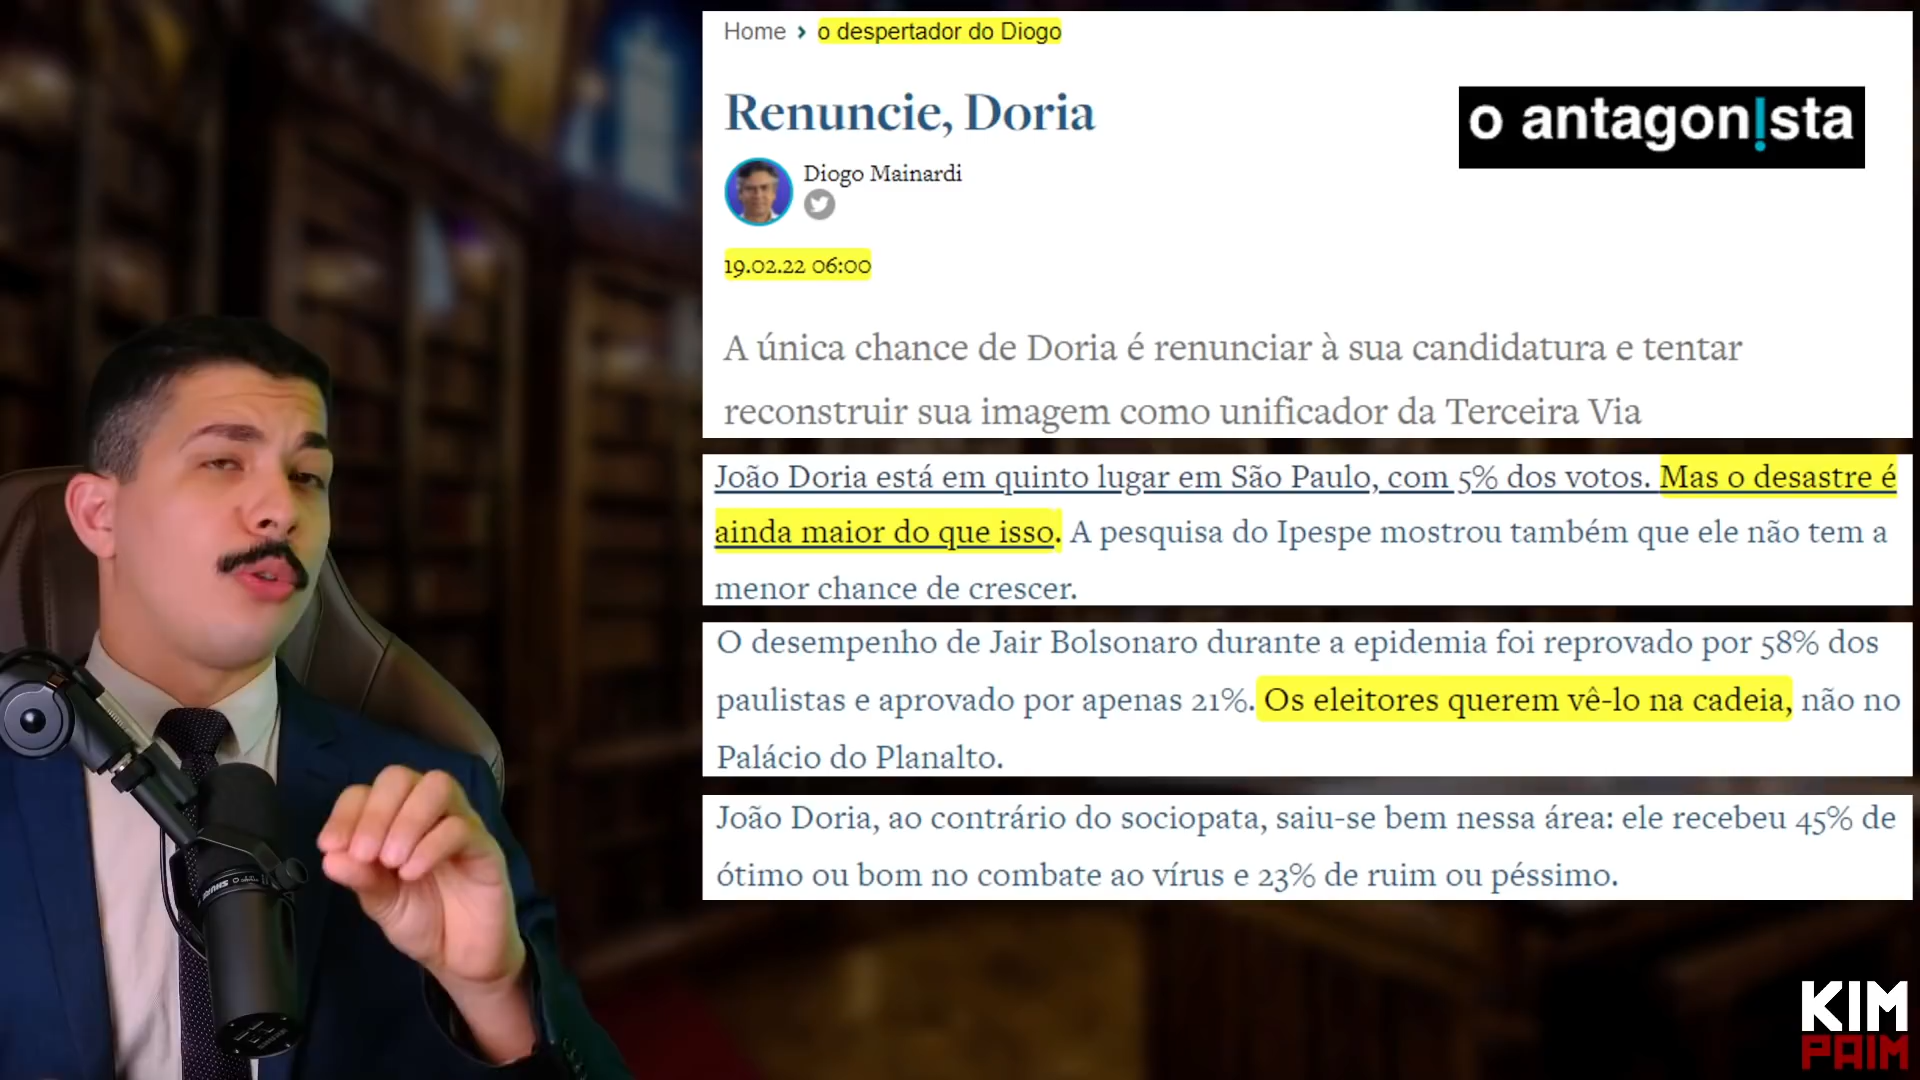 Home › o despertador do Diogo
Renuncie, Doria
o antagon!sta
Diogo Mainardi
19.02.22 06:00
A única chance de Doria é renunciar à sua candidatura e tentar
reconstruir sua imagem como unificador da Terceira Via
João Doria está em quinto lugar em São Paulo, com 5% dos votos. Mas o desastre é
ainda maior do que isso. A pesquisa do Ipespe mostrou também que ele não tem a
menor chance de crescer.
O desempenho de Jair Bolsonaro durante a epidemia foi reprovado por 58% dos
paulistas e aprovado por apenas 21%. Os eleitores querem vê-lo na cadeia, não no
Palácio do Planalto.
João Doria, ao contrário do sociopata, saiu-se bem nessa área: ele recebeu 45% de
ótimo ou bom no combate ao vírus e 23% de ruim ou péssimo.
KIM
PAIM